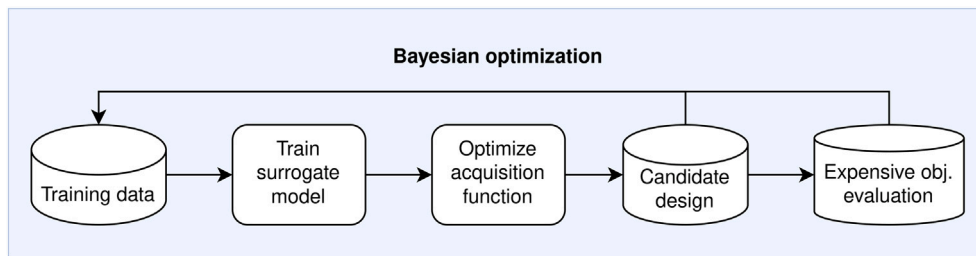 Bayesian optimization
Training data
Train
surrogate
model
Optimize
acquisition
function
Candidate
design
Expensive obj.
evaluation